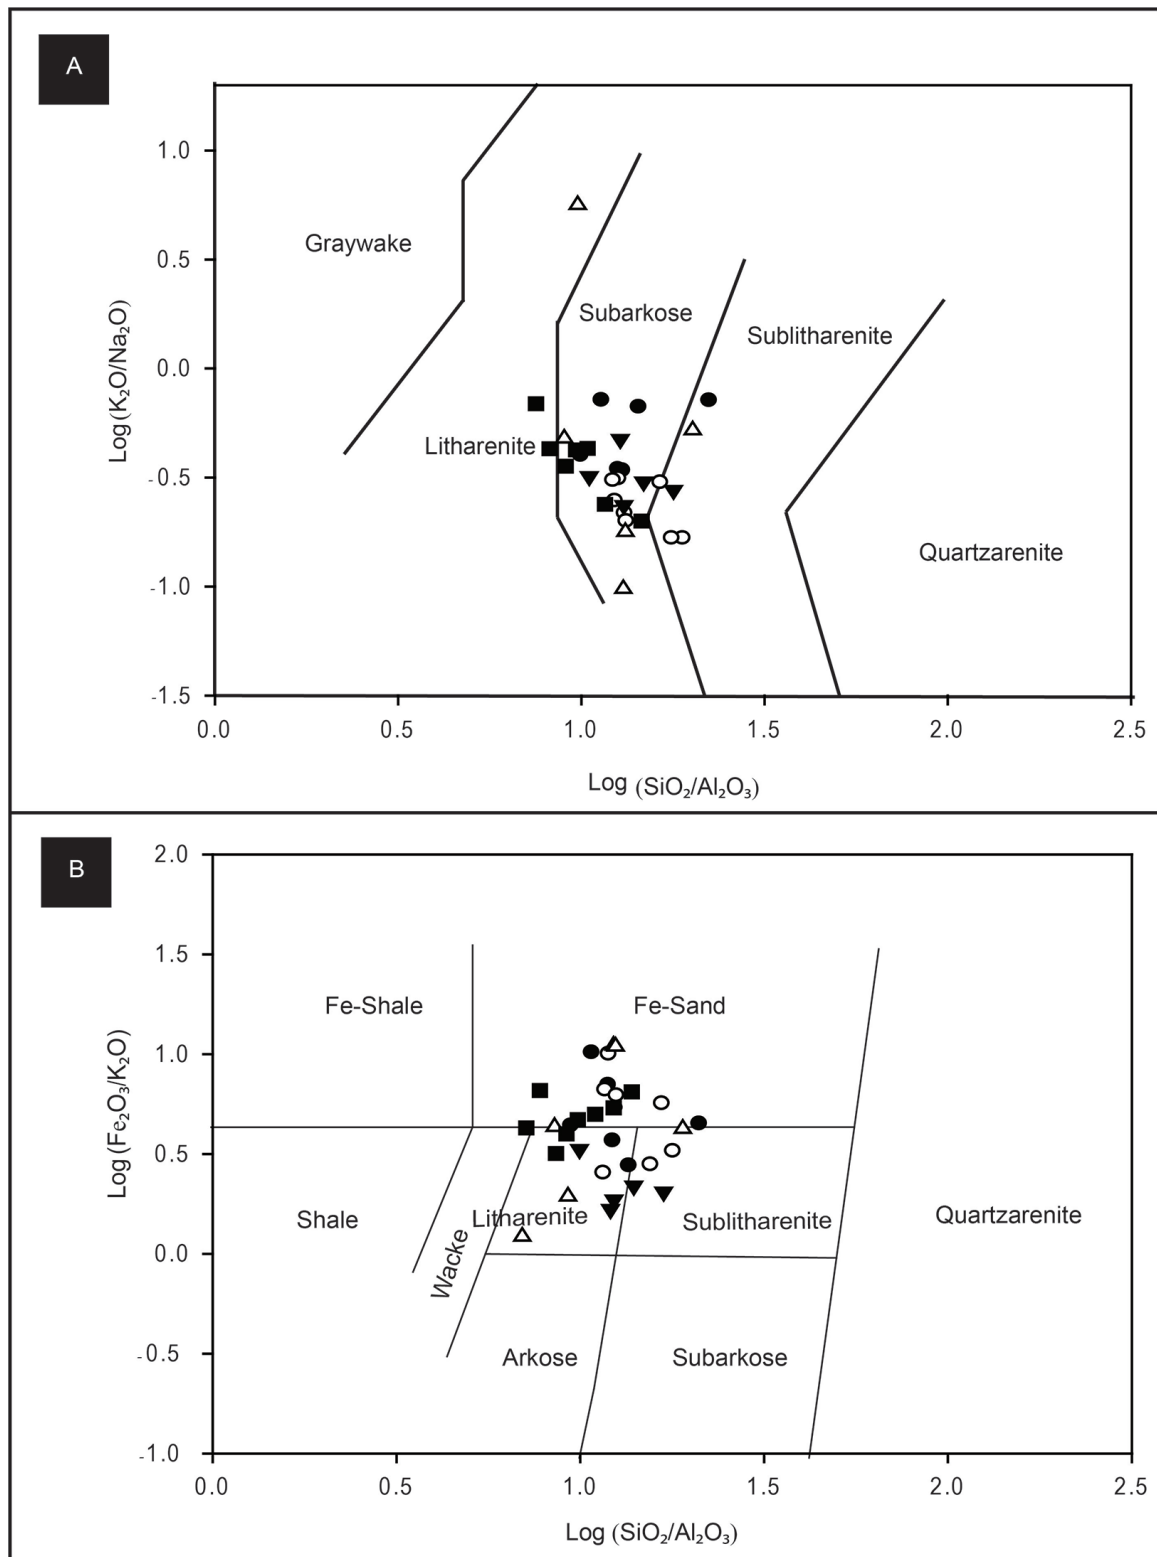 A
1.0
0.5
0.0
-0.5
-1.0
-1.5
Log (K₂O/Na₂O)
Graywake
Subarkose
Sublitharenite
Litharenite
Quartzarenite
0.0 0.5 1.0 1.5 2.0 2.5
Log (SiO₂/Al₂O₃)
B
2.0
1.5
1.0
0.5
0.0
-0.5
-1.0
Log (Fe₂O₃/K₂O)
Fe-Shale
Fe-Sand
Shale
Wacke
Litharenite
Sublitharenite
Quartzarenite
Arkose
Subarkose
0.0 0.5 1.0 1.5 2.0 2.5
Log (SiO₂/Al₂O₃)